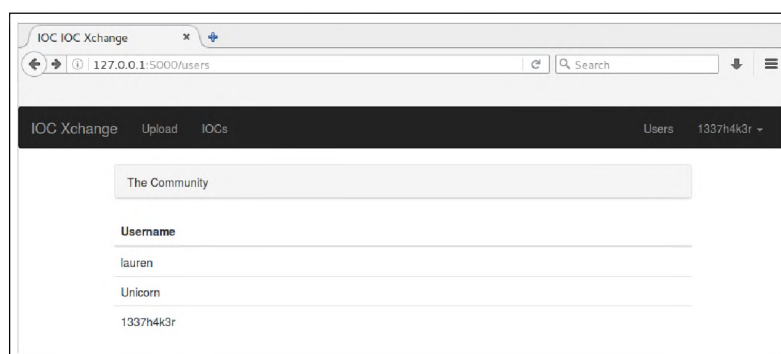 IOC IOC Xchange
127.0.0.1:5000/users
Search
IOC Xchange Upload IOCs Users 1337h4k3r
The Community
Username
lauren
Unicorn
1337h4k3r